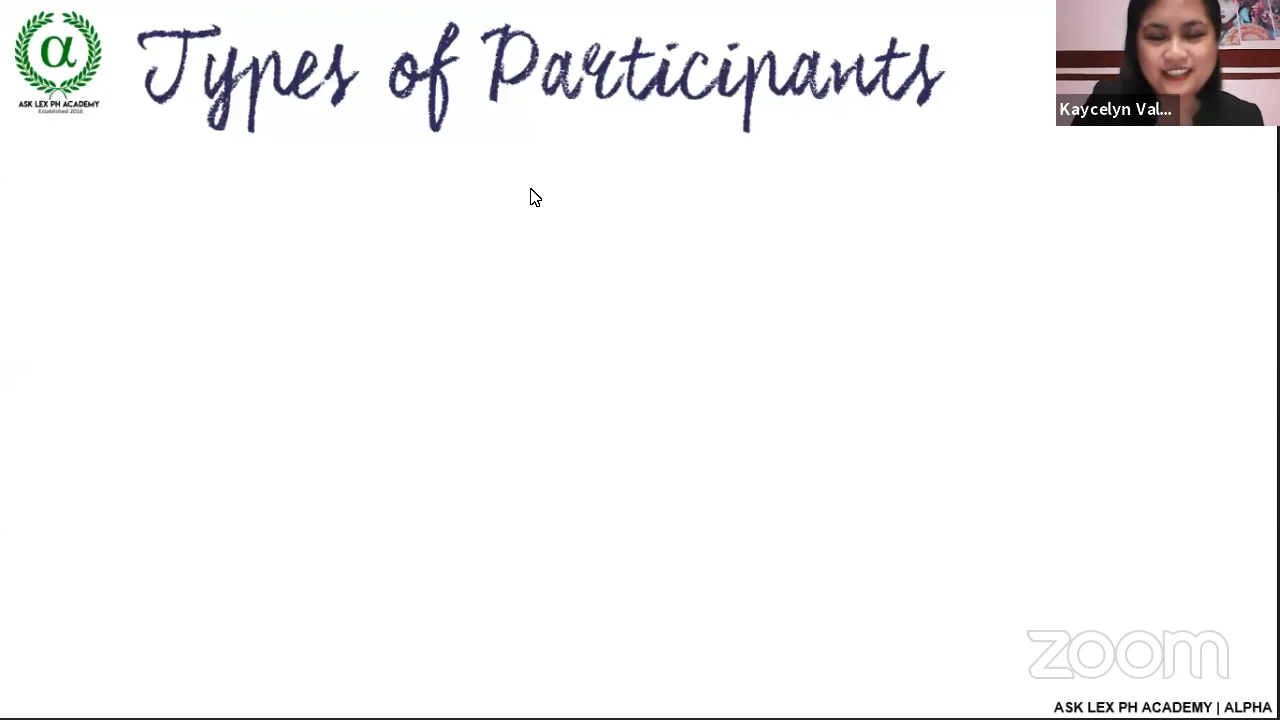 α
ASK LEX PH ACADEMY
Established 2016
Types of Participants
Kaycelyn Val...
zoom
ASK LEX PH ACADEMY | ALPHA